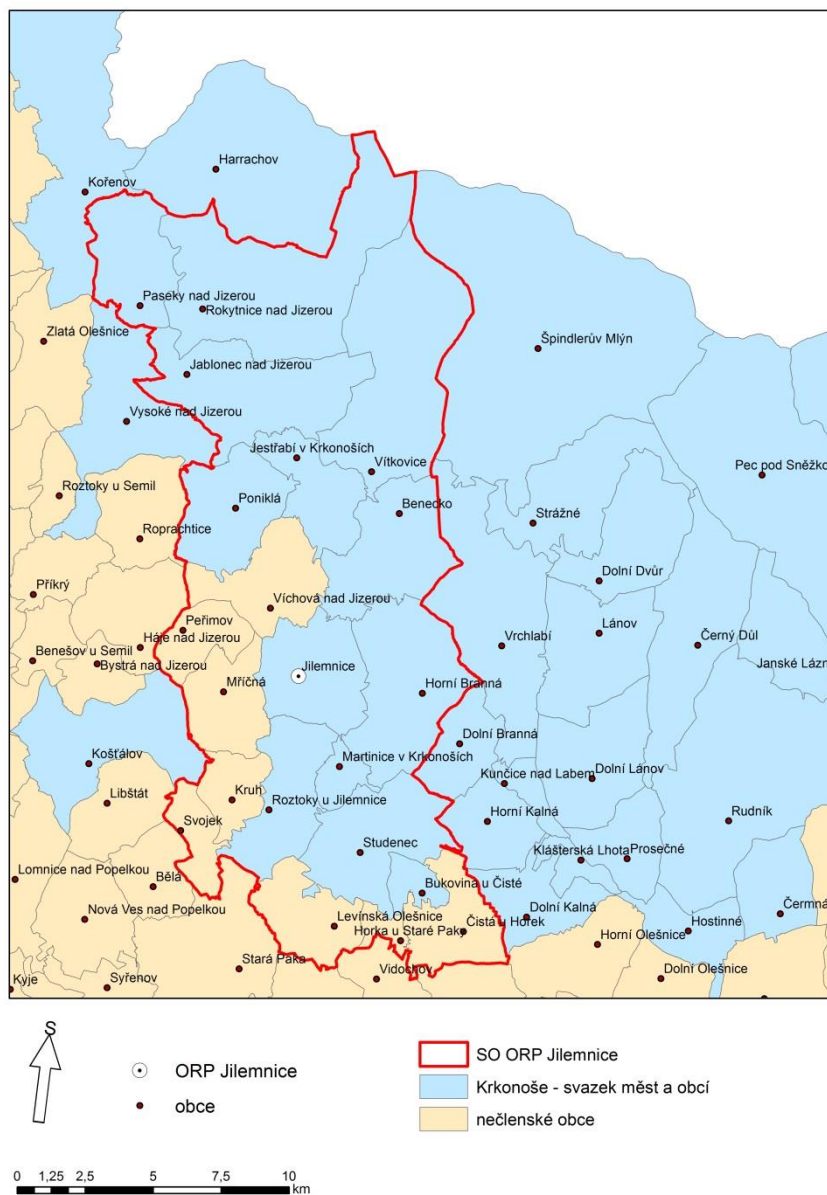 Harrachov
Kořenov
Paseky nad Jizerou
Rokytnice nad Jizerou
Zlatá Olešnice
Špindlerův Mlýn
Jablonec nad Jizerou
Vysoké nad Jizerou
Jestřabí v Krkonoších
Vítkovice
Pec pod Sněžko
Roztoky u Semil
Poniklá
Benecko
Strážné
Roprachtice
Dolní Dvůr
Příkrý
Víchová nad Jizerou
Peřimov
Lánov
Háje nad Jizerou
Vrchlabí
Černý Důl
Benešov u Semil
Bystrá nad Jizerou
Jilemnice
Janské Lázn
Mříčná
Horní Branná
Dolní Branná
Košťálov
Martinice v Krkonoších
Kunčice nad Labem
Dolní Lánov
Libštát
Kruh
Roztoky u Jilemnice
Horní Kalná
Rudník
Svojek
Studenec
Klášterská Lhota
Prosečné
Lomnice nad Popelkou
Bělá
Bukovina u Čisté
Nová Ves nad Popelkou
Levínská Olešnice
Dolní Kalná
Čermná
Horka u Staré Paky
Čistá u Horek
Hostinné
Horní Olešnice
Stará Paka
Vidochov
Dolní Olešnice
Kyje
Syřenov
S
ORP Jilemnice
obce
SO ORP Jilemnice
Krkonoše - svazek měst a obcí
nečlenské obce
0 1,25 2,5 5 7,5 10
km